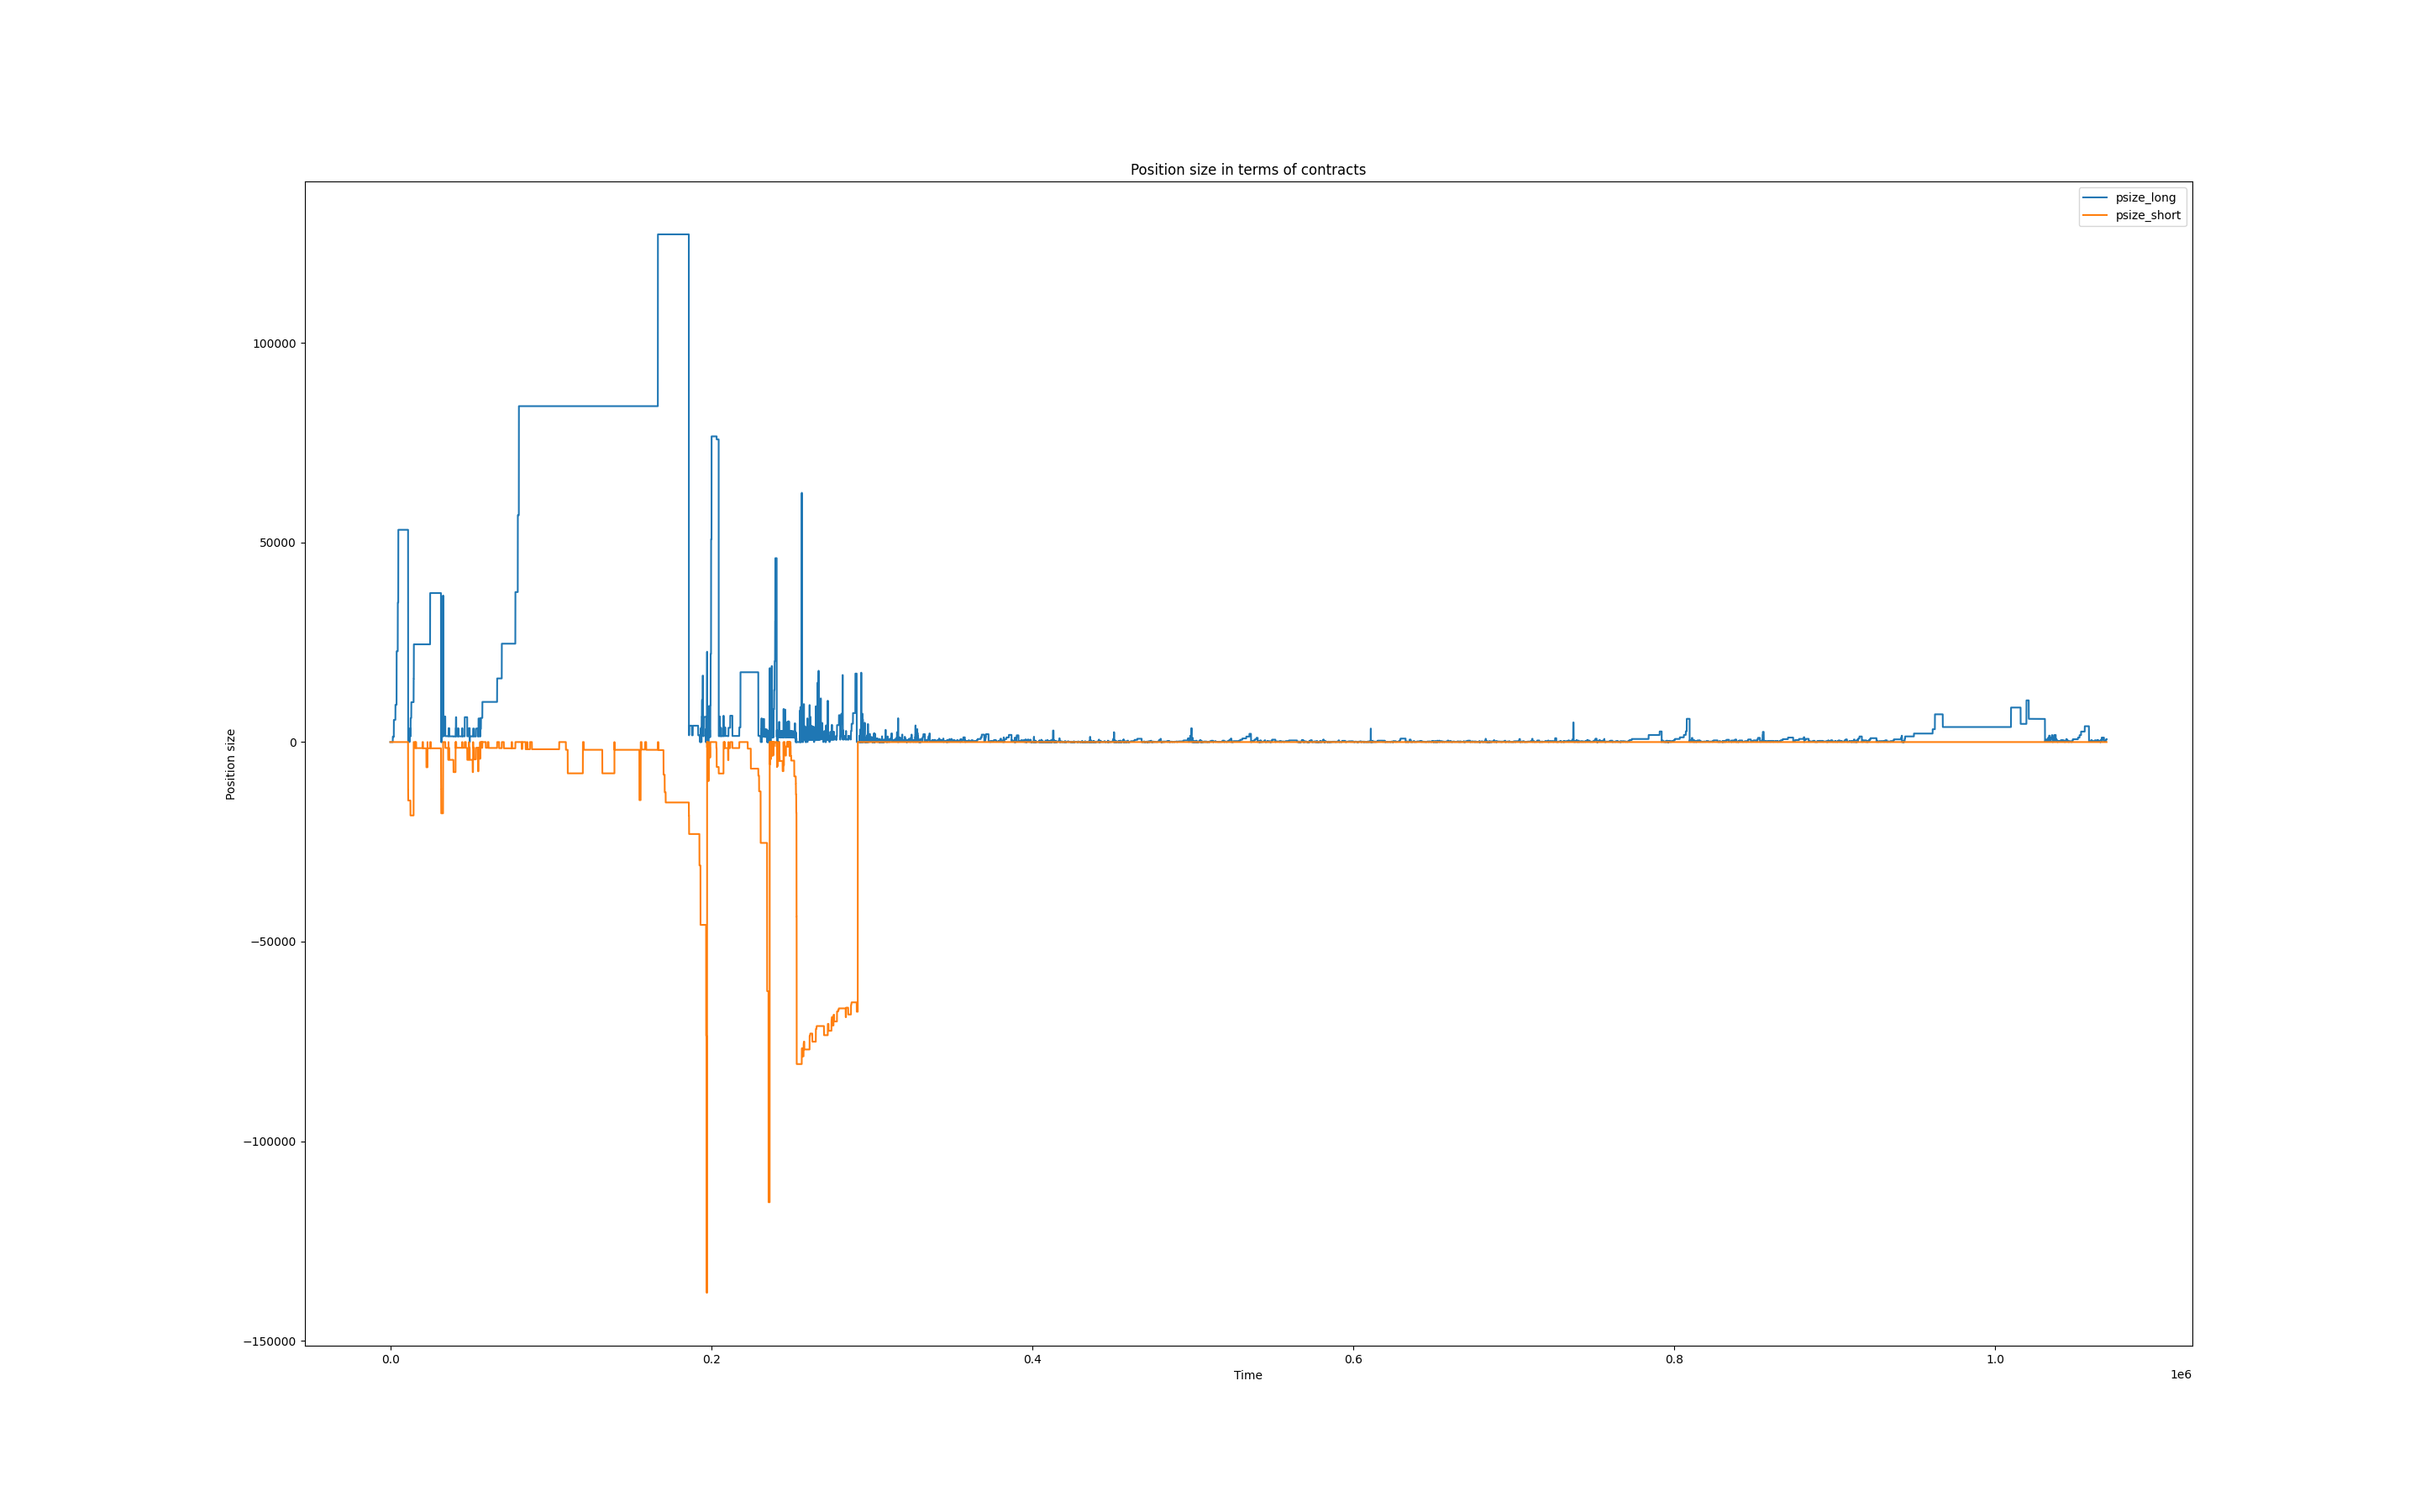 Position size in terms of contracts
psize_long
psize_short
Position size
100000
50000
0
−50000
−100000
−150000
0.0
0.2
0.4
0.6
0.8
1.0
Time
1e6